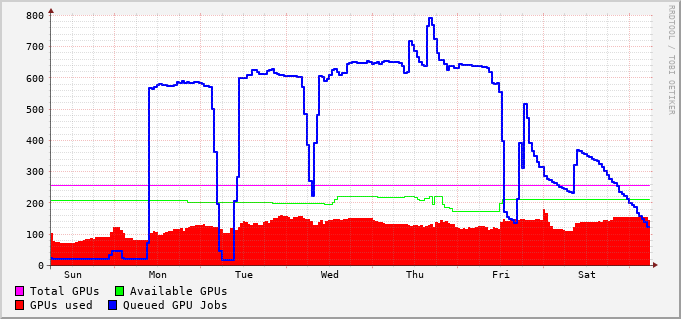 RRDTOOL / TOBI OETIKER
800
700
600
500
400
300
200
100
0
Sun Mon Tue Wed Thu Fri Sat
Total GPUs Available GPUs
GPUs used Queued GPU Jobs